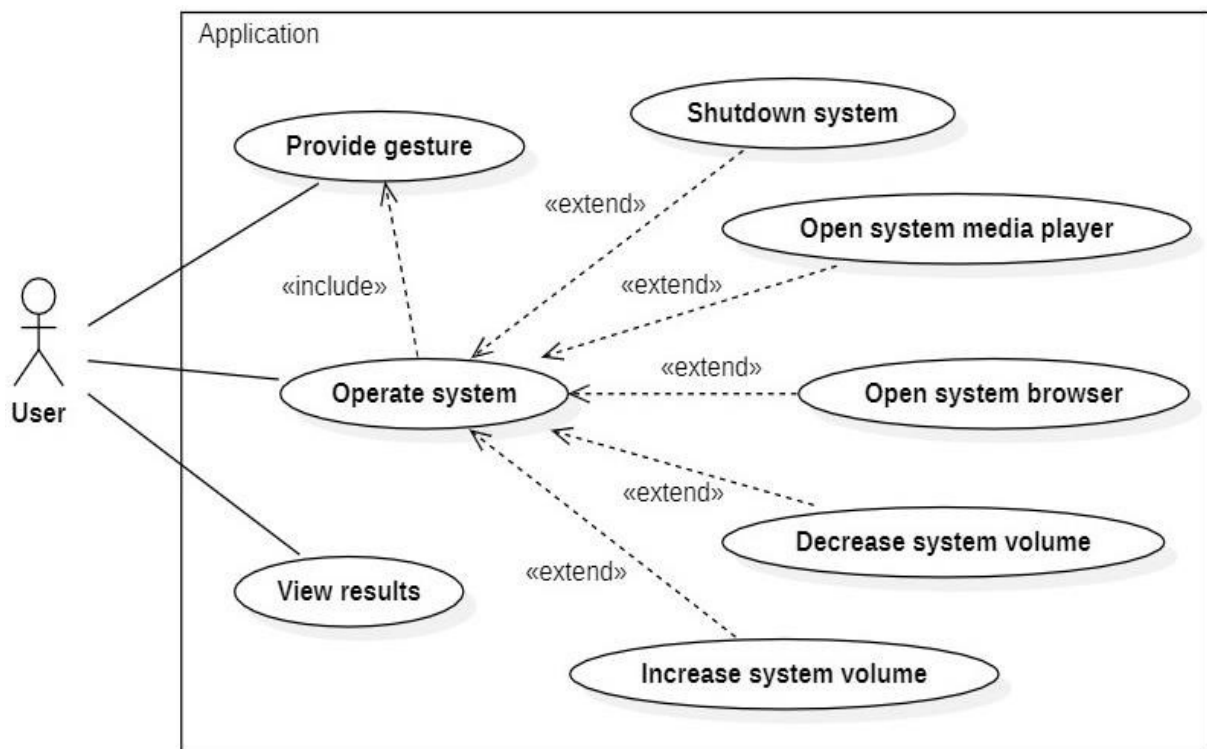 Application
Shutdown system
Provide gesture
«extend»
Open system media player
«include»
«extend»
«extend»
Operate system
Open system browser
User
«extend»
Decrease system volume
«extend»
View results
Increase system volume